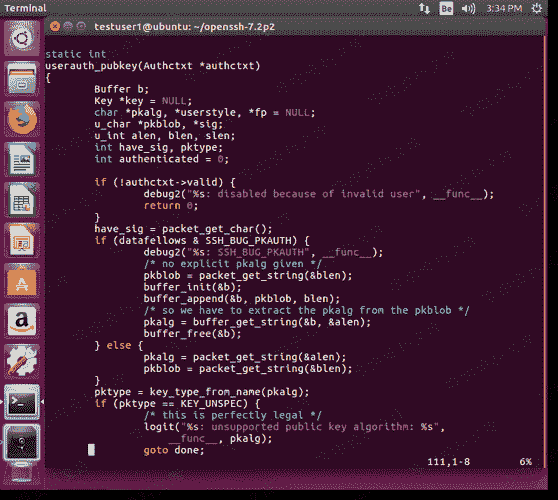 Terminal
Be
3:34 PM
testuser1@ubuntu: ~/openssh-7.2p2
static int
userauth_pubkey(Authctxt *authctxt)
{
        Buffer b;
        Key *key = NULL;
        char *pkalg, *userstyle, *fp = NULL;
        u_char *pkblob, *sig;
        u_int alen, blen, slen;
        int have_sig, pktype;
        int authenticated = 0;

        if (!authctxt->valid) {
                debug2("%s: disabled because of invalid user", __func__);
                return 0;
        }
        have_sig = packet_get_char();
        if (datafellows & SSH_BUG_PKAUTH) {
                debug2("%s: SSH_BUG_PKAUTH", __func__);
                /* no explicit pkalg given */
                pkblob = packet_get_string(&blen);
                buffer_init(&b);
                buffer_append(&b, pkblob, blen);
                /* so we have to extract the pkalg from the pkblob */
                pkalg = buffer_get_string(&b, &alen);
                buffer_free(&b);
        } else {
                pkalg = packet_get_string(&alen);
                pkblob = packet_get_string(&blen);
        }
        pktype = key_type_from_name(pkalg);
        if (pktype == KEY_UNSPEC) {
                /* this is perfectly legal */
                logit("%s: unsupported public key algorithm: %s",
                    __func__, pkalg);
                goto done;
111,1-8
6%